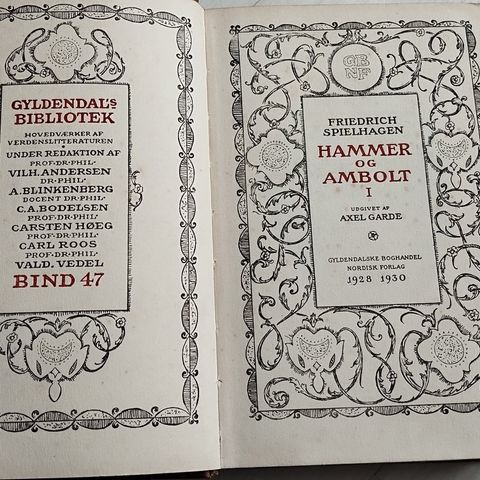 GYLDENDAL'S
BIBLIOTEK
HOVEDVÆRKER AF
VERDENSLITTERATUREN
UNDER REDAKTION AF
PROF·DR·PHIL·
VILH. ANDERSEN
DR·PHIL·
A. BLINKENBERG
DOCENT DR·PHIL·
C.A. BODELSEN
PROF·DR·PHIL·
CARSTEN HØEG
PROF·DR·PHIL·
CARL ROOS
PROF·DR·PHIL·
VALD. VEDEL
BIND 47
GB
NF
FRIEDRICH
SPIELHAGEN
HAMMER
OG
AMBOLT
I
UDGIVET AF
AXEL GARDE
GYLDENDALSKE BOGHANDEL
NORDISK FORLAG
1928 1930